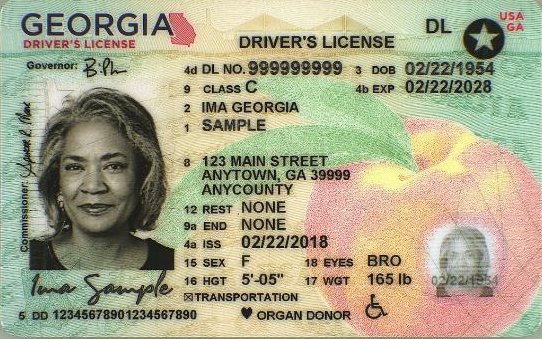 GEORGIA
DRIVER'S LICENSE
DRIVER'S LICENSE
DL
USA
GA
Governor:
4d DL NO. 999999999 3 DOB 02/22/1954
9 CLASS C 4b EXP 02/22/2028
2 IMA GEORGIA
1 SAMPLE
8 123 MAIN STREET
ANYTOWN, GA 39999
ANYCOUNTY
12 REST NONE
9a END NONE
4a ISS 02/22/2018
15 SEX F 18 EYES BRO
16 HGT 5'-05" 17 WGT 165 lb
TRANSPORTATION
ORGAN DONOR
Commissioner:
Ima Sample
02/22/1954
5 DD 12345678901234567890